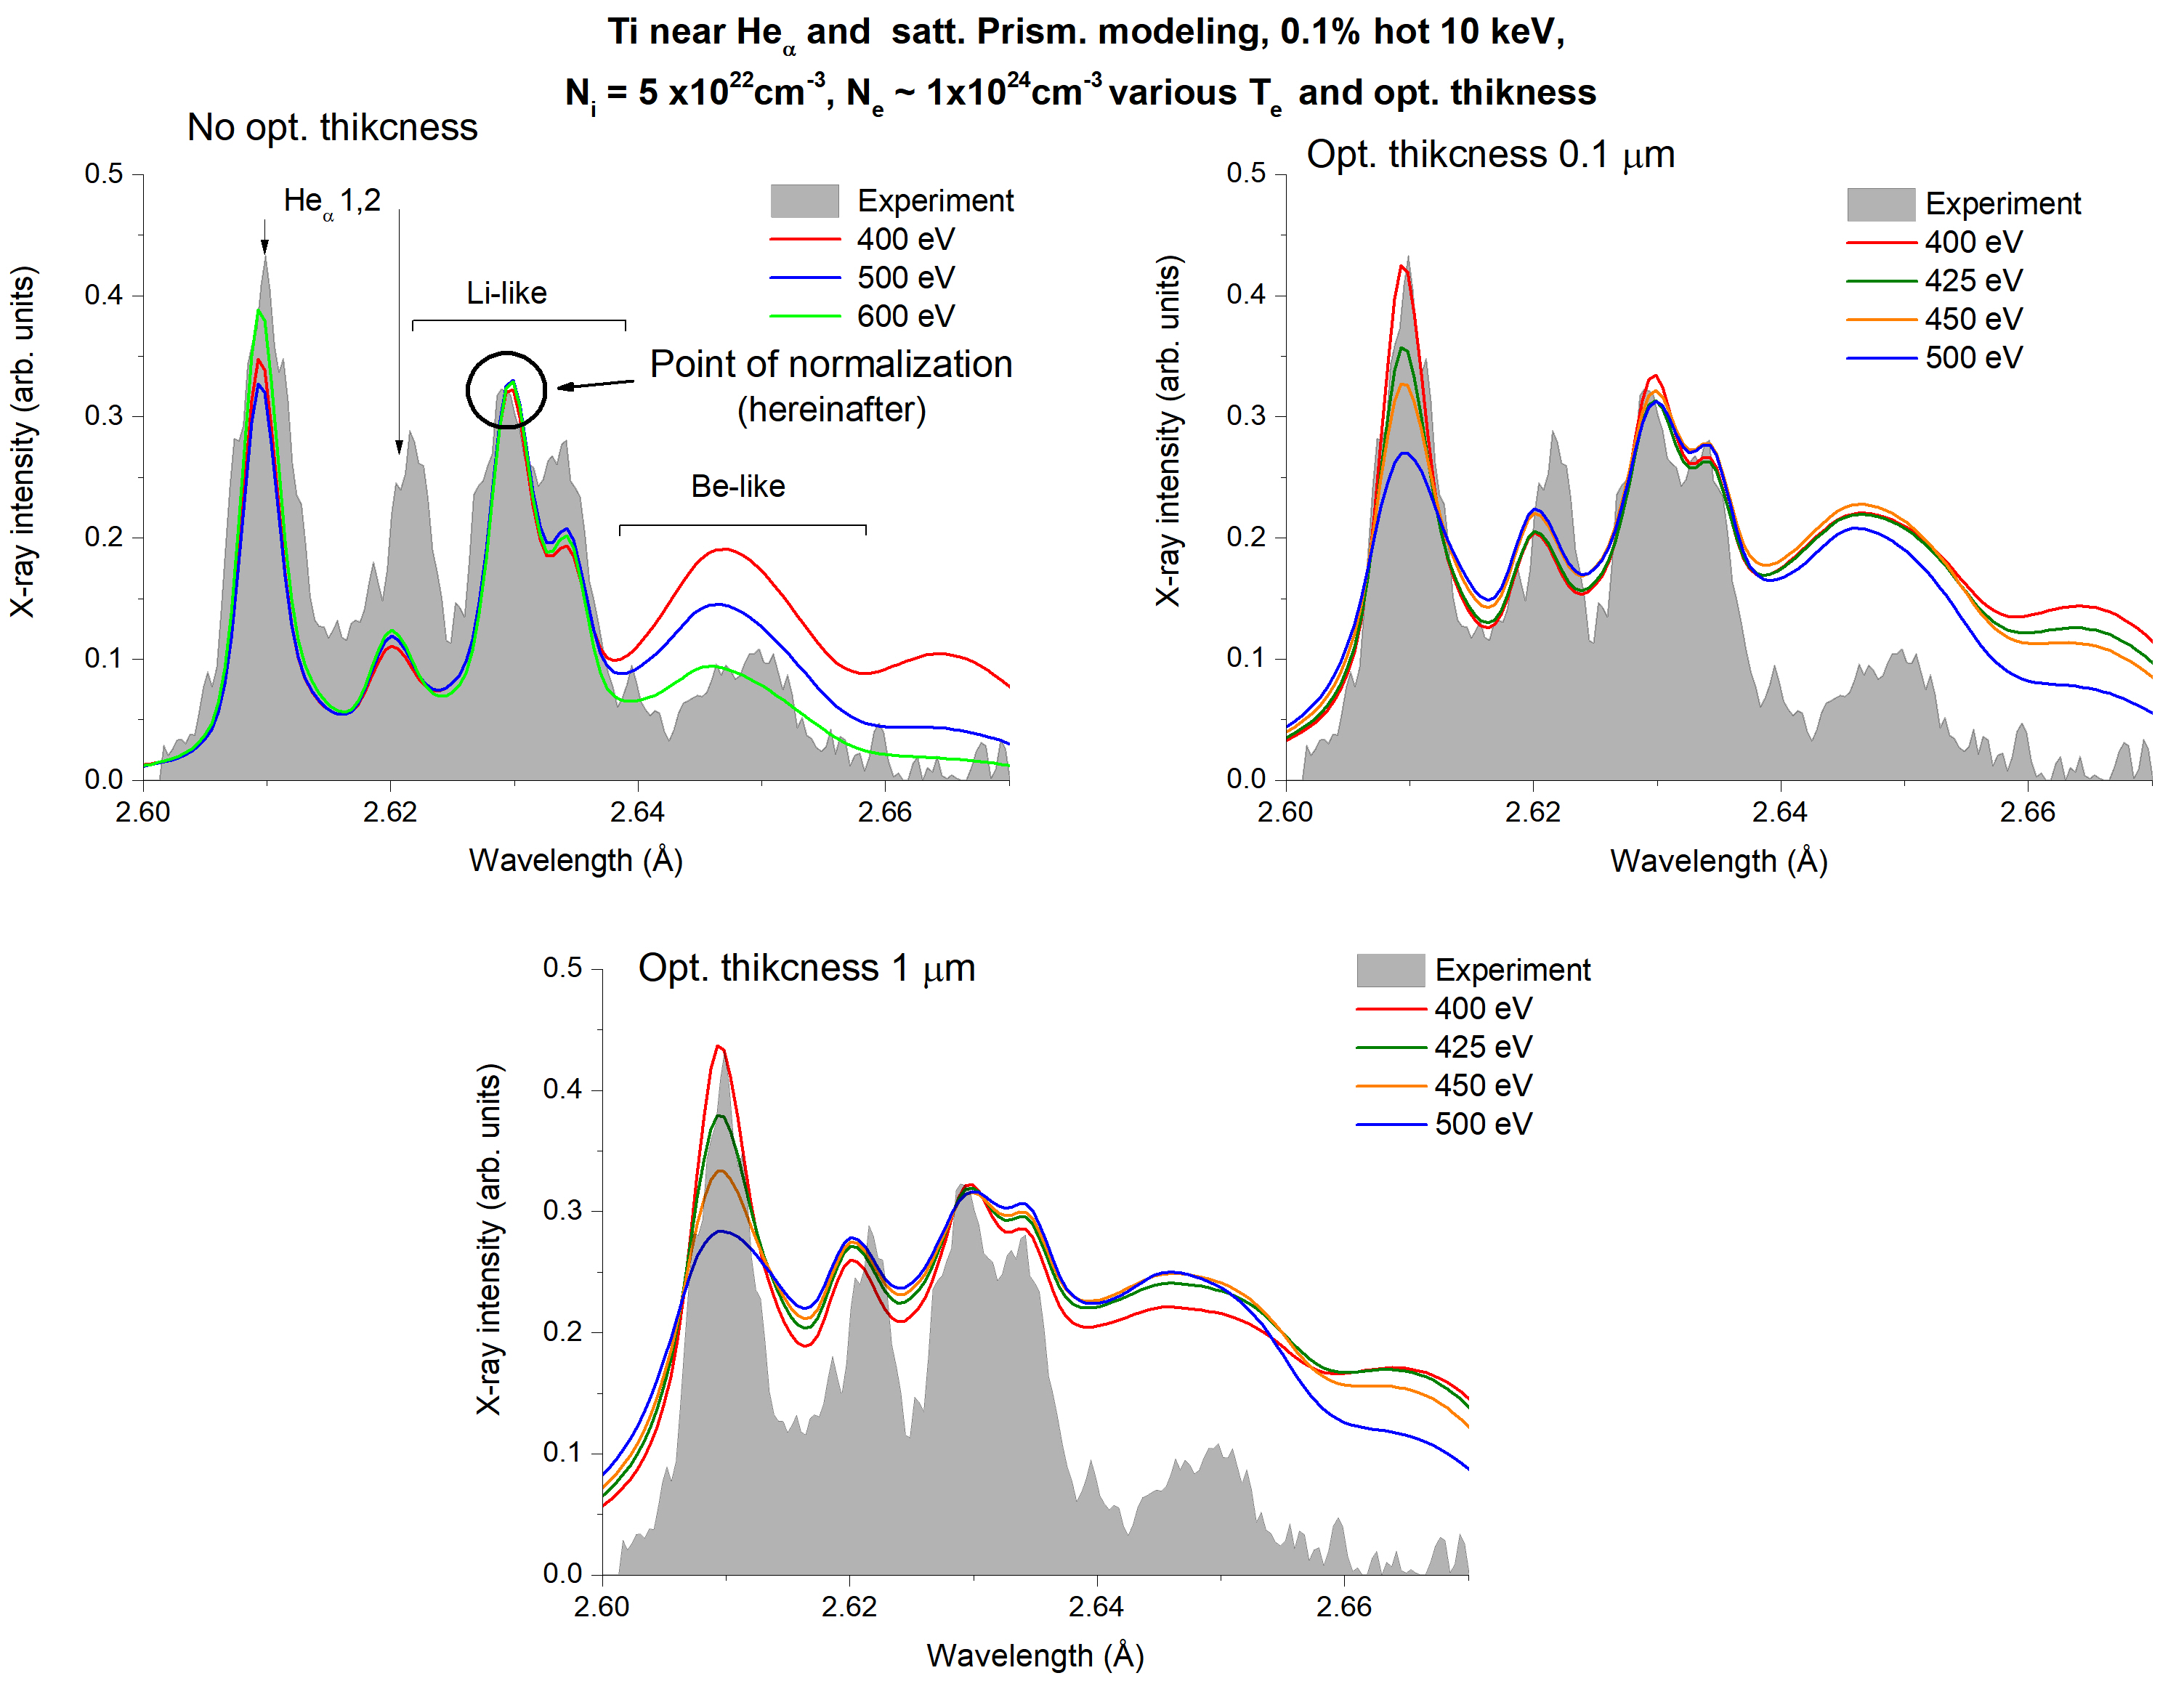 Ti near Heα and satt. Prism. modeling, 0.1% hot 10 keV,
Ni = 5 x10²²cm⁻³, Ne ~ 1x10²⁴cm⁻³ various Te and opt. thikness
No opt. thikcness
X-ray intensity (arb. units)
0.5
0.4
0.3
0.2
0.1
0.0
Heα 1,2
Li-like
Be-like
Point of normalization
(hereinafter)
Experiment
400 eV
500 eV
600 eV
2.60
2.62
2.64
2.66
Wavelength (Å)
Opt. thikcness 0.1 μm
X-ray intensity (arb. units)
0.5
0.4
0.3
0.2
0.1
0.0
Experiment
400 eV
425 eV
450 eV
500 eV
2.60
2.62
2.64
2.66
Wavelength (Å)
Opt. thikcness 1 μm
X-ray intensity (arb. units)
0.5
0.4
0.3
0.2
0.1
0.0
Experiment
400 eV
425 eV
450 eV
500 eV
2.60
2.62
2.64
2.66
Wavelength (Å)